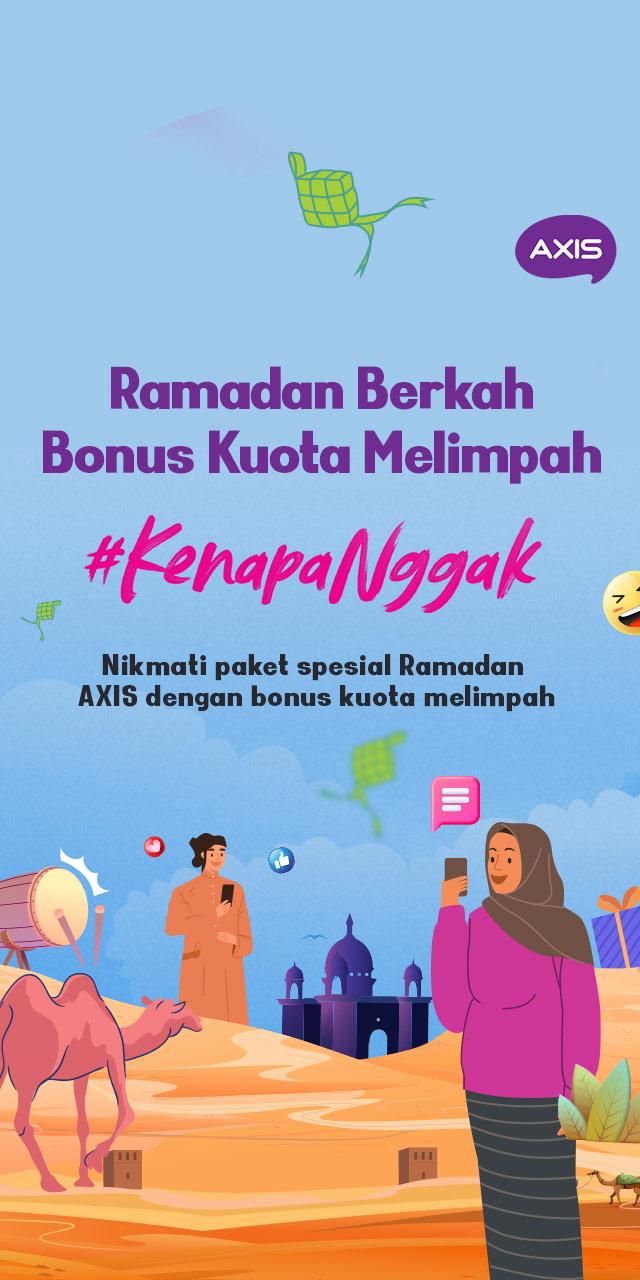 AXIS
Ramadan Berkah
Bonus Kuota Melimpah
#KenapaNggak
Nikmati paket spesial Ramadan
AXIS dengan bonus kuota melimpah